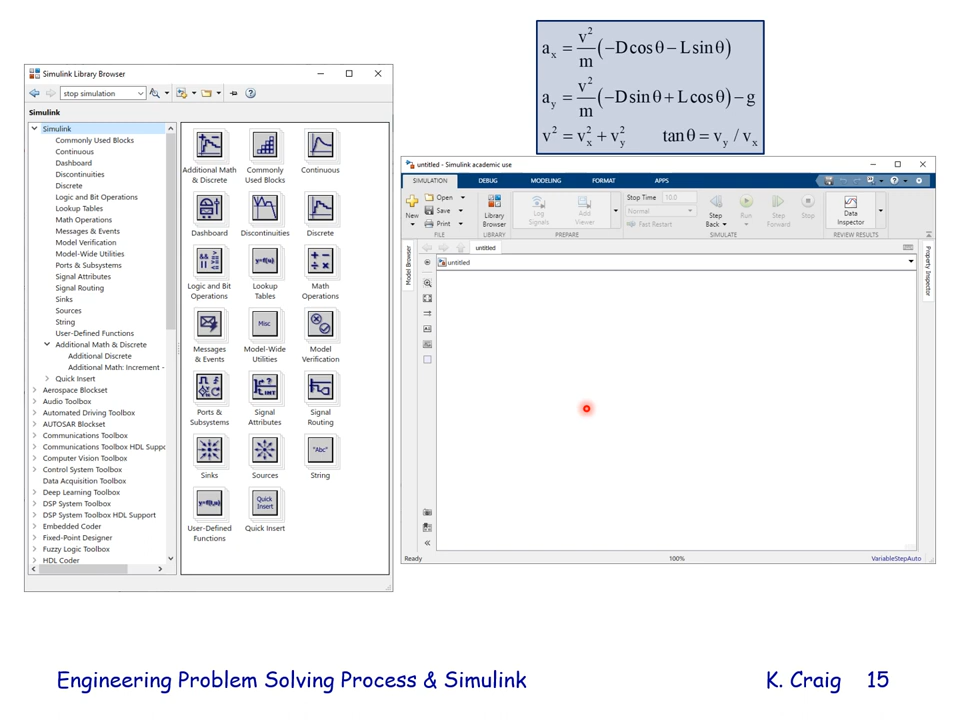 a_x = v²/m (−D cos θ − L sin θ)
a_y = v²/m (−D sin θ + L cos θ) − g
v² = v_x² + v_y²   tan θ = v_y / v_x
Simulink Library Browser
stop simulation
Simulink
Simulink
Commonly Used Blocks
Continuous
Dashboard
Discontinuities
Discrete
Logic and Bit Operations
Lookup Tables
Math Operations
Messages & Events
Model Verification
Model-Wide Utilities
Ports & Subsystems
Signal Attributes
Signal Routing
Sinks
Sources
String
User-Defined Functions
Additional Math & Discrete
Additional Discrete
Additional Math: Increment -
Quick Insert
Aerospace Blockset
Audio Toolbox
Automated Driving Toolbox
AUTOSAR Blockset
Communications Toolbox
Communications Toolbox HDL Suppo
Computer Vision Toolbox
Control System Toolbox
Data Acquisition Toolbox
Deep Learning Toolbox
DSP System Toolbox
DSP System Toolbox HDL Support
Embedded Coder
Fixed-Point Designer
Fuzzy Logic Toolbox
HDL Coder
Additional Math & Discrete
Commonly Used Blocks
Continuous
Dashboard
Discontinuities
Discrete
y=f(u)
Logic and Bit Operations
Lookup Tables
Math Operations
Misc
Messages & Events
Model-Wide Utilities
Model Verification
Ports & Subsystems
Signal Attributes
Signal Routing
"Abc"
Sinks
Sources
String
y=f(u)
Quick Insert
User-Defined Functions
Quick Insert
untitled - Simulink academic use
SIMULATION DEBUG MODELING FORMAT APPS
New
Open
Save
Print
FILE
Library Browser
LIBRARY
Log Signals
Add Viewer
PREPARE
Stop Time 10.0
Normal
Fast Restart
Step Back
Run
Step Forward
Stop
SIMULATE
Data Inspector
REVIEW RESULTS
Model Browser
untitled
untitled
Property Inspector
Ready
100%
VariableStepAuto
Engineering Problem Solving Process & Simulink
K. Craig 15